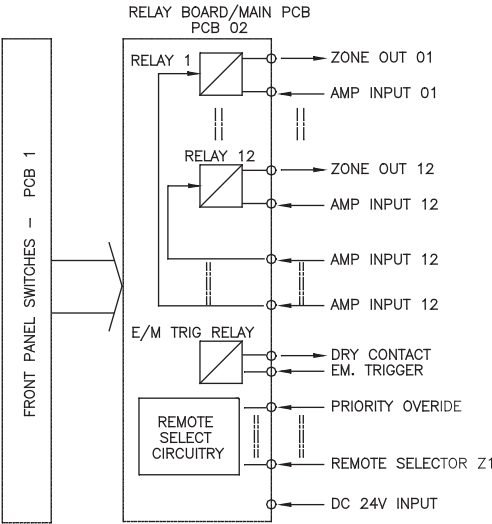 RELAY BOARD/MAIN PCB
PCB 02
RELAY 1
ZONE OUT 01
AMP INPUT 01
RELAY 12
ZONE OUT 12
AMP INPUT 12
AMP INPUT 12
AMP INPUT 12
FRONT PANEL SWITCHES - PCB 1
E/M TRIG RELAY
DRY CONTACT
EM. TRIGGER
PRIORITY OVERIDE
REMOTE
SELECT
CIRCUITRY
REMOTE SELECTOR Z1
DC 24V INPUT